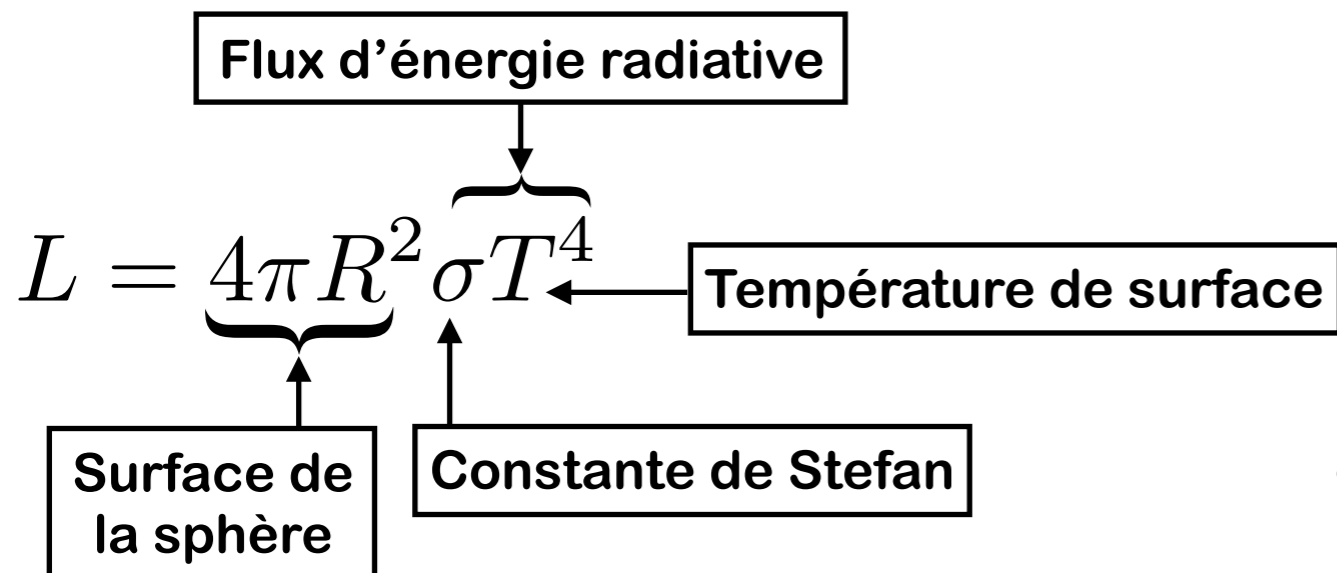 Flux d’énergie radiative
L = 4πR²σT⁴
Température de surface
Surface de
la sphère
Constante de Stefan